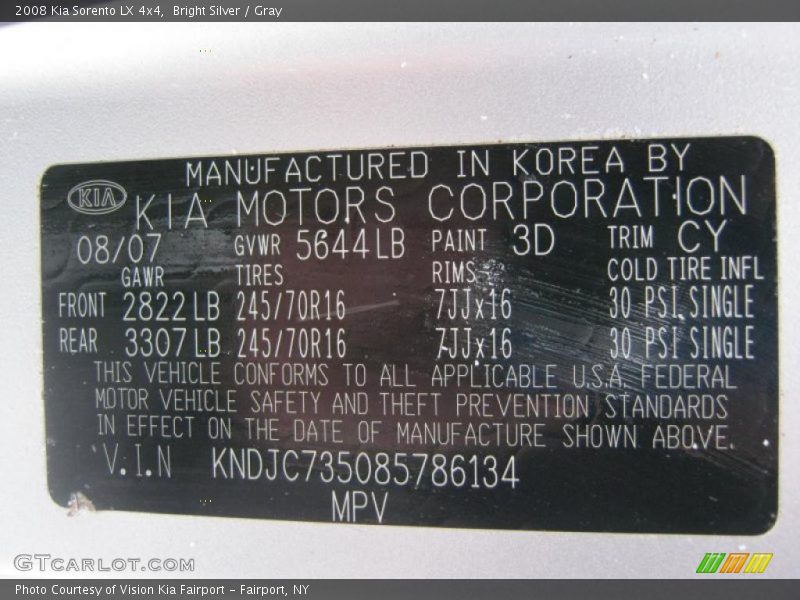 2008 Kia Sorento LX 4x4,  Bright Silver / Gray
MANUFACTURED IN KOREA BY
KIA KIA MOTORS CORPORATION
08/07 GVWR 5644LB PAINT 3D TRIM CY
GAWR TIRES RIMS COLD TIRE INFL
FRONT 2822LB 245/70R16 7JJx16 30 PSI.SINGLE
REAR 3307LB 245/70R16 7JJx16 30 PSI SINGLE
THIS VEHICLE CONFORMS TO ALL APPLICABLE U.S.A. FEDERAL
MOTOR VEHICLE SAFETY AND THEFT PREVENTION STANDARDS
IN EFFECT ON THE DATE OF MANUFACTURE SHOWN ABOVE.
V.I.N KNDJC735085786134
MPV
GTCARLOT.COM
Photo Courtesy of Vision Kia Fairport - Fairport, NY